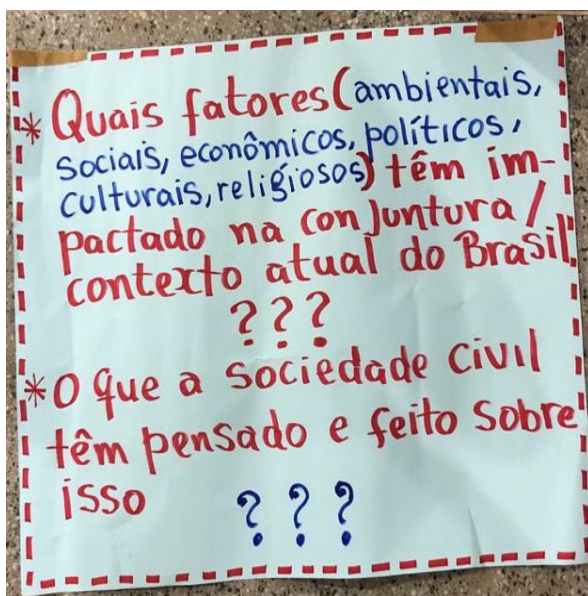 * Quais fatores (ambientais,
sociais, econômicos, políticos,
culturais, religiosos) têm im-
pactado na conjuntura/
contexto atual do Brasil
???
* O que a sociedade civil
têm pensado e feito sobre
isso ???